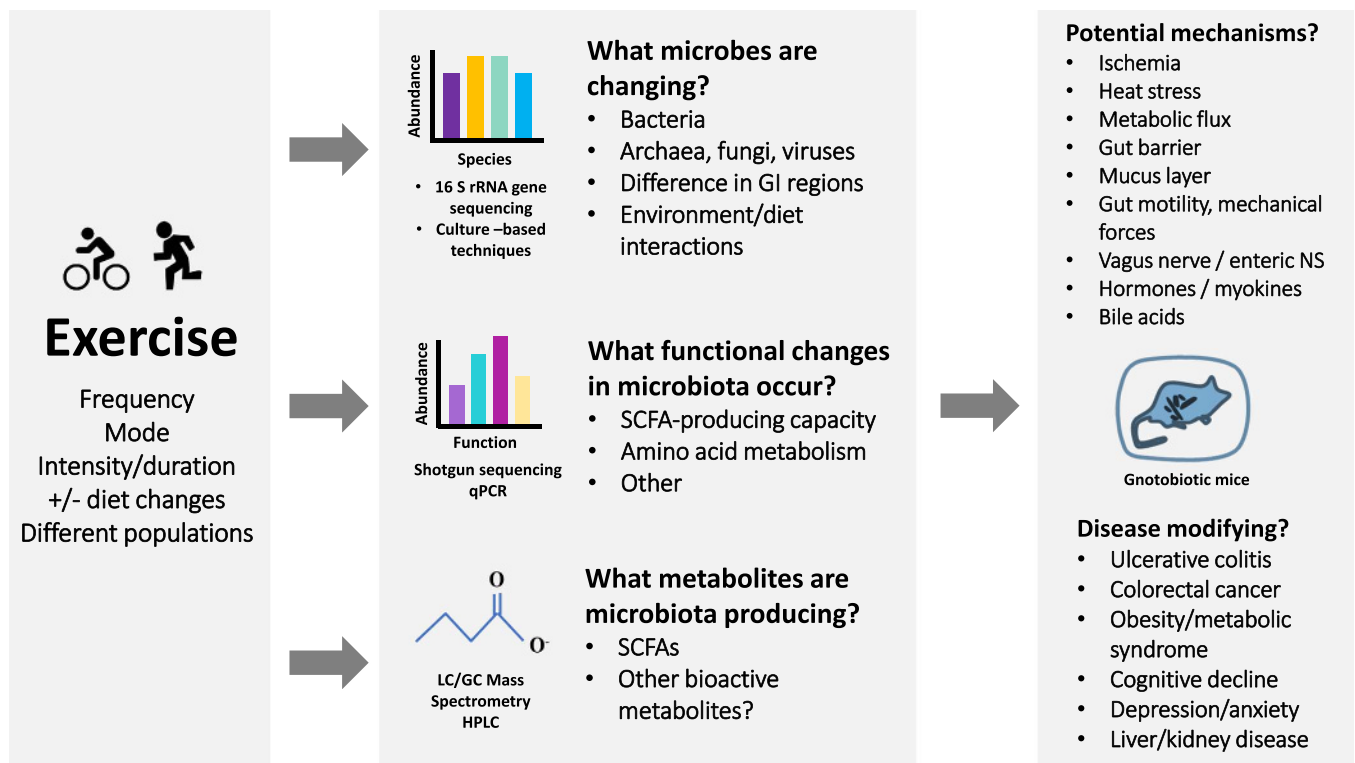 Exercise
Frequency
Mode
Intensity/duration
+/- diet changes
Different populations
Abundance
Species
• 16 S rRNA gene
sequencing
• Culture –based
techniques
What microbes are
changing?
• Bacteria
• Archaea, fungi, viruses
• Difference in GI regions
• Environment/diet
interactions
Abundance
Function
Shotgun sequencing
qPCR
What functional changes
in microbiota occur?
• SCFA-producing capacity
• Amino acid metabolism
• Other
O
O-
LC/GC Mass
Spectrometry
HPLC
What metabolites are
microbiota producing?
• SCFAs
• Other bioactive
metabolites?
Potential mechanisms?
• Ischemia
• Heat stress
• Metabolic flux
• Gut barrier
• Mucus layer
• Gut motility, mechanical
forces
• Vagus nerve / enteric NS
• Hormones / myokines
• Bile acids
Gnotobiotic mice
Disease modifying?
• Ulcerative colitis
• Colorectal cancer
• Obesity/metabolic
syndrome
• Cognitive decline
• Depression/anxiety
• Liver/kidney disease